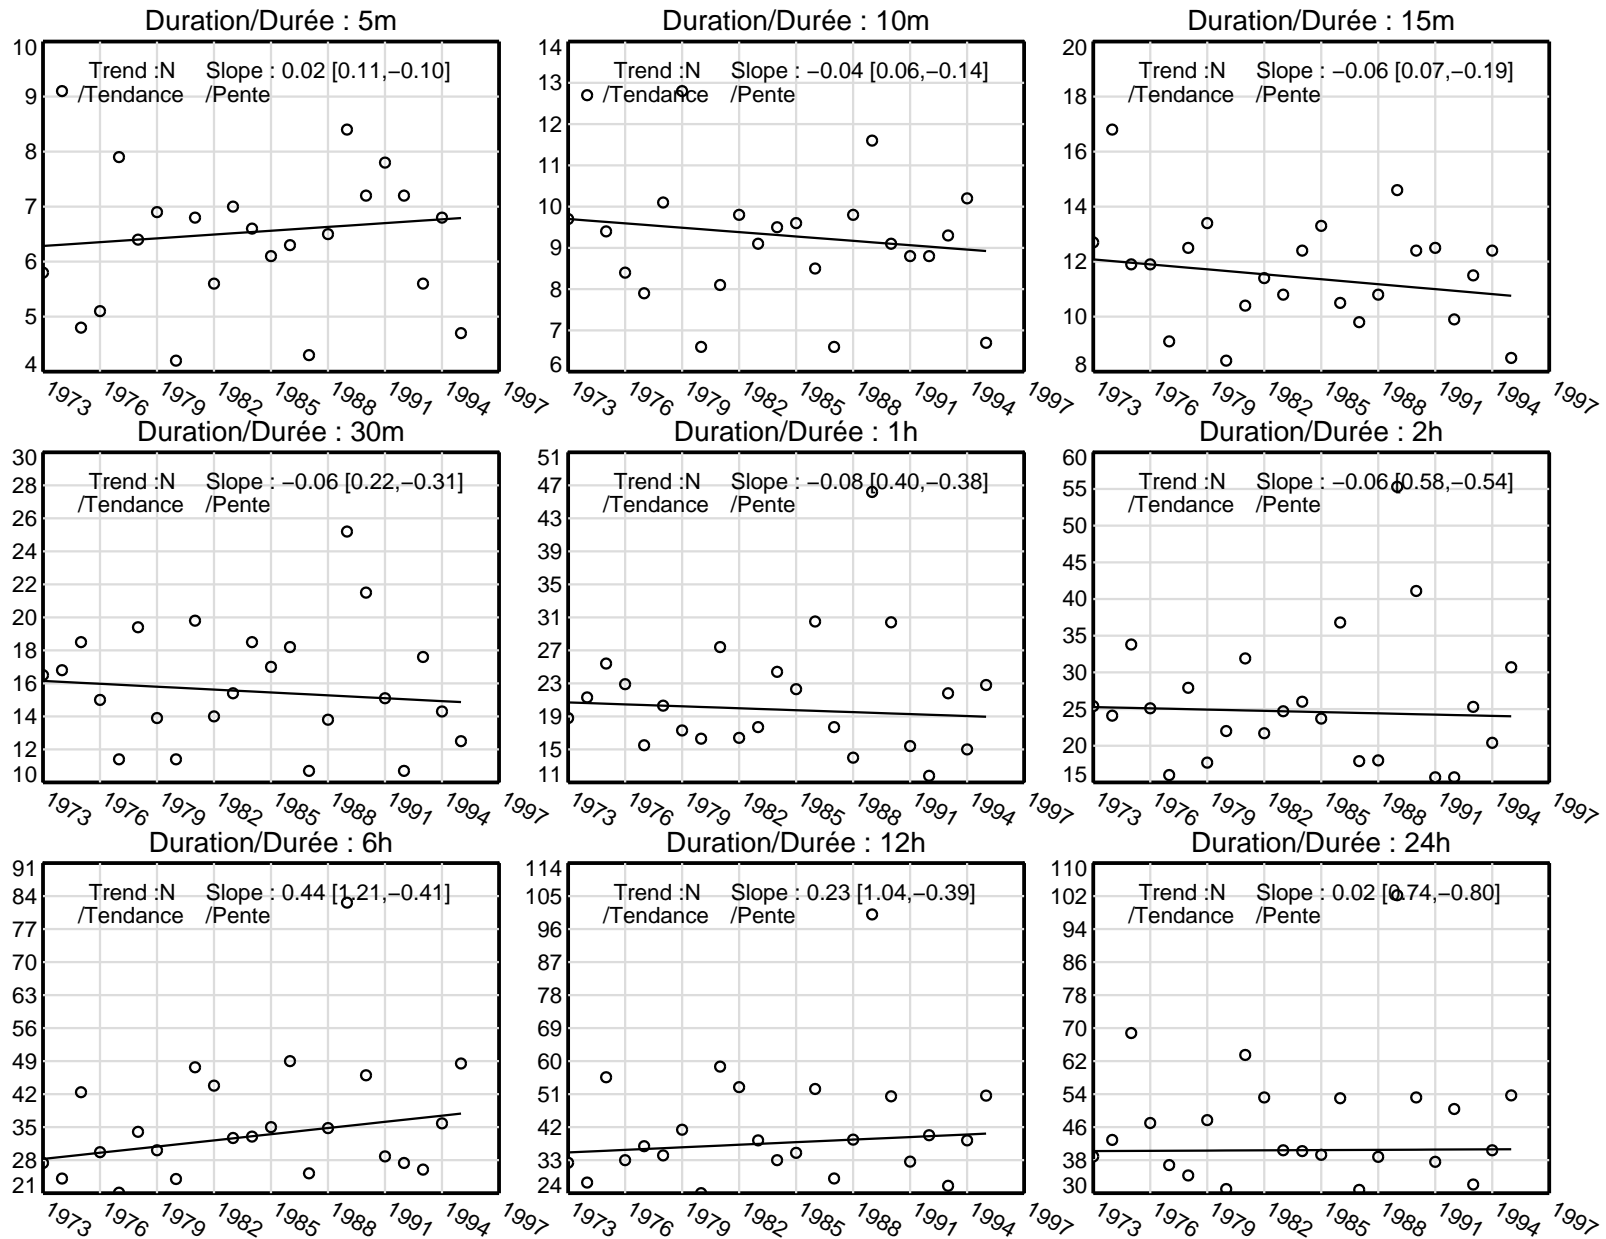 Duration/Durée : 5m
Trend :N Slope : 0.02 [0.11,−0.10]
/Tendance /Pente
10
9
8
7
6
5
4
1973 1976 1979 1982 1985 1988 1991 1994 1997
Duration/Durée : 10m
Trend :N Slope : −0.04 [0.06,−0.14]
/Tendance /Pente
14
13
12
11
10
9
8
7
6
1973 1976 1979 1982 1985 1988 1991 1994 1997
Duration/Durée : 15m
Trend :N Slope : −0.06 [0.07,−0.19]
/Tendance /Pente
20
18
16
14
12
10
8
1973 1976 1979 1982 1985 1988 1991 1994 1997
Duration/Durée : 30m
Trend :N Slope : −0.06 [0.22,−0.31]
/Tendance /Pente
30
28
26
24
22
20
18
16
14
12
10
1973 1976 1979 1982 1985 1988 1991 1994 1997
Duration/Durée : 1h
Trend :N Slope : −0.08 [0.40,−0.38]
/Tendance /Pente
51
47
43
39
35
31
27
23
19
15
11
1973 1976 1979 1982 1985 1988 1991 1994 1997
Duration/Durée : 2h
Trend :N Slope : −0.06 [0.58,−0.54]
/Tendance /Pente
60
55
50
45
40
35
30
25
20
15
1973 1976 1979 1982 1985 1988 1991 1994 1997
Duration/Durée : 6h
Trend :N Slope : 0.44 [1.21,−0.41]
/Tendance /Pente
91
84
77
70
63
56
49
42
35
28
21
1973 1976 1979 1982 1985 1988 1991 1994 1997
Duration/Durée : 12h
Trend :N Slope : 0.23 [1.04,−0.39]
/Tendance /Pente
114
105
96
87
78
69
60
51
42
33
24
1973 1976 1979 1982 1985 1988 1991 1994 1997
Duration/Durée : 24h
Trend :N Slope : 0.02 [0.74,−0.80]
/Tendance /Pente
110
102
94
86
78
70
62
54
46
38
30
1973 1976 1979 1982 1985 1988 1991 1994 1997